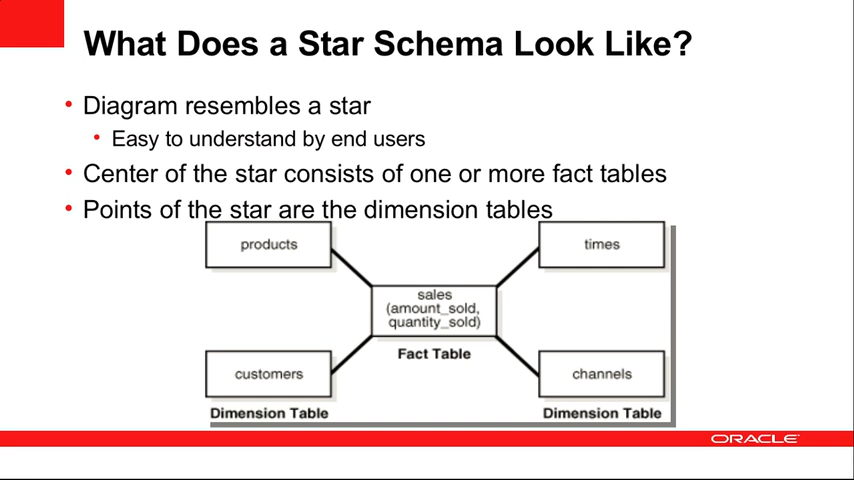 What Does a Star Schema Look Like?
• Diagram resembles a star
• Easy to understand by end users
• Center of the star consists of one or more fact tables
• Points of the star are the dimension tables
products
times
sales
(amount_sold,
quantity_sold)
Fact Table
customers
channels
Dimension Table
Dimension Table
ORACLE